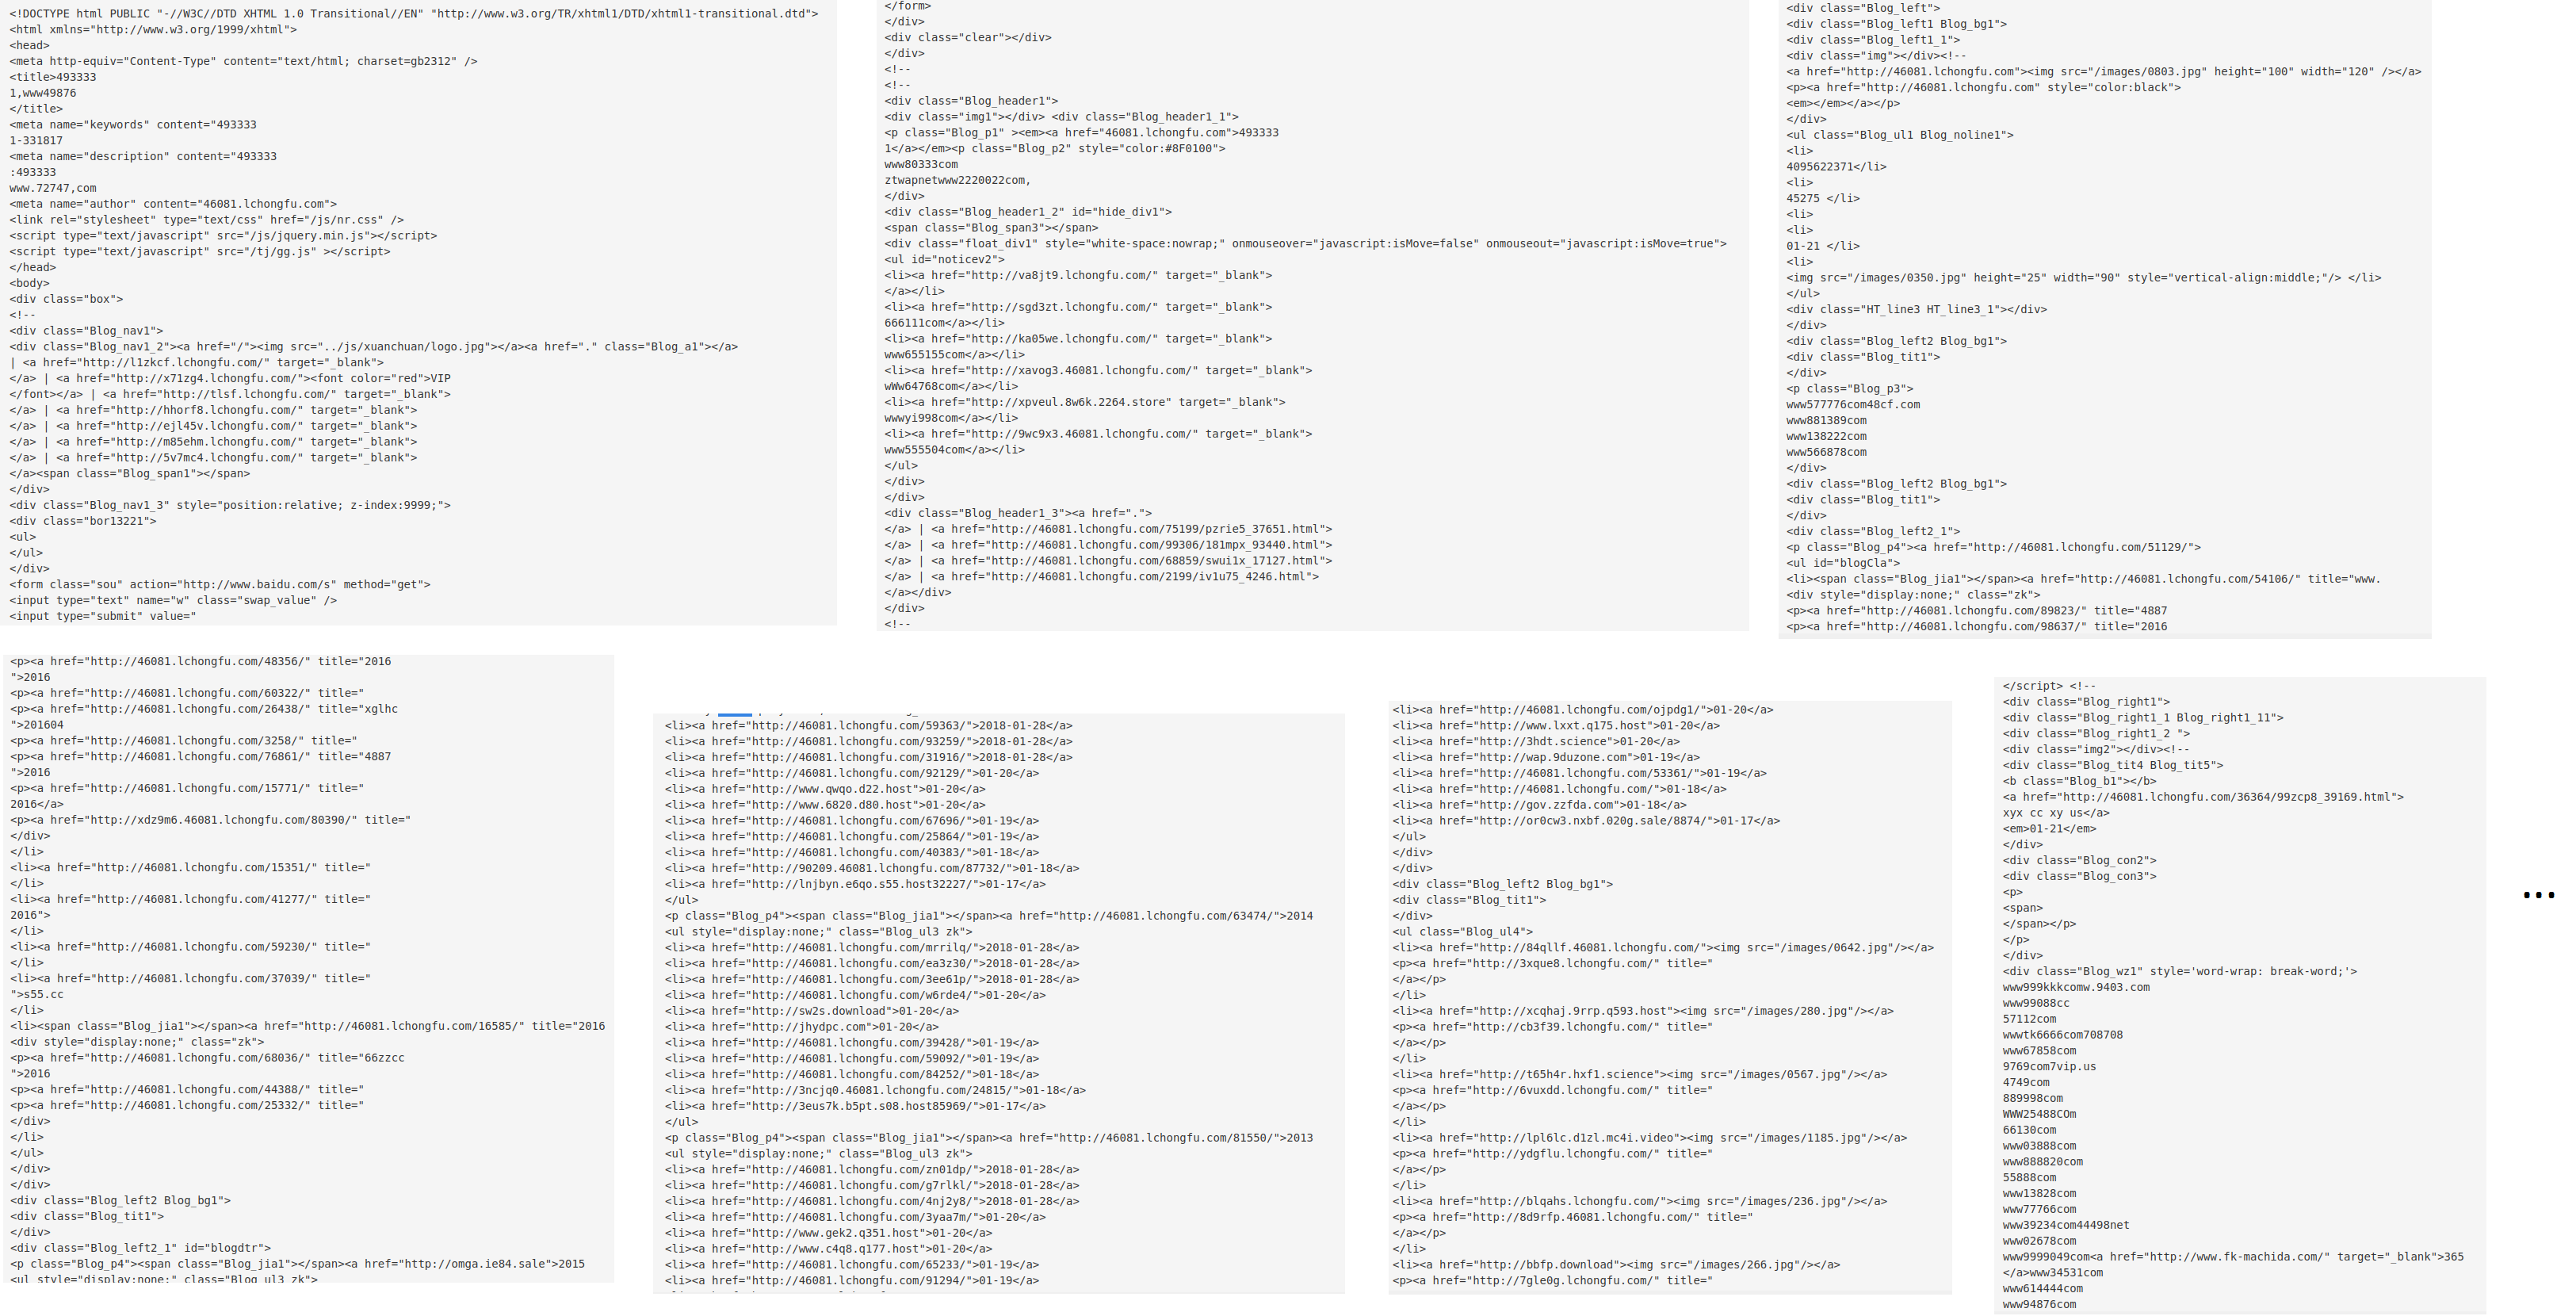 <!DOCTYPE html PUBLIC "-//W3C//DTD XHTML 1.0 Transitional//EN" "http://www.w3.org/TR/xhtml1/DTD/xhtml1-transitional.dtd">
<html xmlns="http://www.w3.org/1999/xhtml">
<head>
<meta http-equiv="Content-Type" content="text/html; charset=gb2312" />
<title>493333
1,www49876
</title>
<meta name="keywords" content="493333
1-331817
<meta name="description" content="493333
:493333
www.72747,com
<meta name="author" content="46081.lchongfu.com">
<link rel="stylesheet" type="text/css" href="/js/nr.css" />
<script type="text/javascript" src="/js/jquery.min.js"></script>
<script type="text/javascript" src="/tj/gg.js" ></script>
</head>
<body>
<div class="box">
<!--
<div class="Blog_nav1">
<div class="Blog_nav1_2"><a href="/"><img src="../js/xuanchuan/logo.jpg"></a><a href="." class="Blog_a1"></a>
| <a href="http://l1zkcf.lchongfu.com/" target="_blank">
</a> | <a href="http://x71zg4.lchongfu.com/"><font color="red">VIP
</font></a> | <a href="http://tlsf.lchongfu.com/" target="_blank">
</a> | <a href="http://hhorf8.lchongfu.com/" target="_blank">
</a> | <a href="http://ejl45v.lchongfu.com/" target="_blank">
</a> | <a href="http://m85ehm.lchongfu.com/" target="_blank">
</a> | <a href="http://5v7mc4.lchongfu.com/" target="_blank">
</a><span class="Blog_span1"></span>
</div>
<div class="Blog_nav1_3" style="position:relative; z-index:9999;">
<div class="bor13221">
<ul>
</ul>
</div>
<form class="sou" action="http://www.baidu.com/s" method="get">
<input type="text" name="w" class="swap_value" />
<input type="submit" value="
</form>
</div>
<div class="clear"></div>
</div>
<!--
<!--
<div class="Blog_header1">
<div class="img1"></div> <div class="Blog_header1_1">
<p class="Blog_p1" ><em><a href="46081.lchongfu.com">493333
1</a></em><p class="Blog_p2" style="color:#8F0100">
www80333com
ztwapnetwww2220022com,
</div>
<div class="Blog_header1_2" id="hide_div1">
<span class="Blog_span3"></span>
<div class="float_div1" style="white-space:nowrap;" onmouseover="javascript:isMove=false" onmouseout="javascript:isMove=true">
<ul id="noticev2">
<li><a href="http://va8jt9.lchongfu.com/" target="_blank">
</a></li>
<li><a href="http://sgd3zt.lchongfu.com/" target="_blank">
666111com</a></li>
<li><a href="http://ka05we.lchongfu.com/" target="_blank">
www655155com</a></li>
<li><a href="http://xavog3.46081.lchongfu.com/" target="_blank">
wWw64768com</a></li>
<li><a href="http://xpveul.8w6k.2264.store" target="_blank">
wwwyi998com</a></li>
<li><a href="http://9wc9x3.46081.lchongfu.com/" target="_blank">
www555504com</a></li>
</ul>
</div>
</div>
<div class="Blog_header1_3"><a href=".">
</a> | <a href="http://46081.lchongfu.com/75199/pzrie5_37651.html">
</a> | <a href="http://46081.lchongfu.com/99306/181mpx_93440.html">
</a> | <a href="http://46081.lchongfu.com/68859/swui1x_17127.html">
</a> | <a href="http://46081.lchongfu.com/2199/iv1u75_4246.html">
</a></div>
</div>
<!--
<div class="Blog_left">
<div class="Blog_left1 Blog_bg1">
<div class="Blog_left1_1">
<div class="img"></div><!--
<a href="http://46081.lchongfu.com"><img src="/images/0803.jpg" height="100" width="120" /></a>
<p><a href="http://46081.lchongfu.com" style="color:black">
<em></em></a></p>
</div>
<ul class="Blog_ul1 Blog_noline1">
<li>
4095622371</li>
<li>
45275 </li>
<li>
<li>
01-21 </li>
<li>
<img src="/images/0350.jpg" height="25" width="90" style="vertical-align:middle;"/> </li>
</ul>
<div class="HT_line3 HT_line3_1"></div>
</div>
<div class="Blog_left2 Blog_bg1">
<div class="Blog_tit1">
</div>
<p class="Blog_p3">
www577776com48cf.com
www881389com
www138222com
www566878com
</div>
<div class="Blog_left2 Blog_bg1">
<div class="Blog_tit1">
</div>
<div class="Blog_left2_1">
<p class="Blog_p4"><a href="http://46081.lchongfu.com/51129/">
<ul id="blogCla">
<li><span class="Blog_jia1"></span><a href="http://46081.lchongfu.com/54106/" title="www.
<div style="display:none;" class="zk">
<p><a href="http://46081.lchongfu.com/89823/" title="4887
<p><a href="http://46081.lchongfu.com/98637/" title="2016
<p><a href="http://46081.lchongfu.com/48356/" title="2016
">2016
<p><a href="http://46081.lchongfu.com/60322/" title="
<p><a href="http://46081.lchongfu.com/26438/" title="xglhc
">201604
<p><a href="http://46081.lchongfu.com/3258/" title="
<p><a href="http://46081.lchongfu.com/76861/" title="4887
">2016
<p><a href="http://46081.lchongfu.com/15771/" title="
2016</a>
<p><a href="http://xdz9m6.46081.lchongfu.com/80390/" title="
</div>
</li>
<li><a href="http://46081.lchongfu.com/15351/" title="
</li>
<li><a href="http://46081.lchongfu.com/41277/" title="
2016">
</li>
<li><a href="http://46081.lchongfu.com/59230/" title="
</li>
<li><a href="http://46081.lchongfu.com/37039/" title="
">s55.cc
</li>
<li><span class="Blog_jia1"></span><a href="http://46081.lchongfu.com/16585/" title="2016
<div style="display:none;" class="zk">
<p><a href="http://46081.lchongfu.com/68036/" title="66zzcc
">2016
<p><a href="http://46081.lchongfu.com/44388/" title="
<p><a href="http://46081.lchongfu.com/25332/" title="
</div>
</li>
</ul>
</div>
</div>
<div class="Blog_left2 Blog_bg1">
<div class="Blog_tit1">
</div>
<div class="Blog_left2_1" id="blogdtr">
<p class="Blog_p4"><span class="Blog_jia1"></span><a href="http://omga.ie84.sale">2015
<ul style="display:none;" class="Blog_ul3 zk">
<li><a href="http://46081.lchongfu.com/59363/">2018-01-28</a>
<li><a href="http://46081.lchongfu.com/93259/">2018-01-28</a>
<li><a href="http://46081.lchongfu.com/31916/">2018-01-28</a>
<li><a href="http://46081.lchongfu.com/92129/">01-20</a>
<li><a href="http://www.qwqo.d22.host">01-20</a>
<li><a href="http://www.6820.d80.host">01-20</a>
<li><a href="http://46081.lchongfu.com/67696/">01-19</a>
<li><a href="http://46081.lchongfu.com/25864/">01-19</a>
<li><a href="http://46081.lchongfu.com/40383/">01-18</a>
<li><a href="http://90209.46081.lchongfu.com/87732/">01-18</a>
<li><a href="http://lnjbyn.e6qo.s55.host32227/">01-17</a>
</ul>
<p class="Blog_p4"><span class="Blog_jia1"></span><a href="http://46081.lchongfu.com/63474/">2014
<ul style="display:none;" class="Blog_ul3 zk">
<li><a href="http://46081.lchongfu.com/mrrilq/">2018-01-28</a>
<li><a href="http://46081.lchongfu.com/ea3z30/">2018-01-28</a>
<li><a href="http://46081.lchongfu.com/3ee61p/">2018-01-28</a>
<li><a href="http://46081.lchongfu.com/w6rde4/">01-20</a>
<li><a href="http://sw2s.download">01-20</a>
<li><a href="http://jhydpc.com">01-20</a>
<li><a href="http://46081.lchongfu.com/39428/">01-19</a>
<li><a href="http://46081.lchongfu.com/59092/">01-19</a>
<li><a href="http://46081.lchongfu.com/84252/">01-18</a>
<li><a href="http://3ncjq0.46081.lchongfu.com/24815/">01-18</a>
<li><a href="http://3eus7k.b5pt.s08.host85969/">01-17</a>
</ul>
<p class="Blog_p4"><span class="Blog_jia1"></span><a href="http://46081.lchongfu.com/81550/">2013
<ul style="display:none;" class="Blog_ul3 zk">
<li><a href="http://46081.lchongfu.com/zn01dp/">2018-01-28</a>
<li><a href="http://46081.lchongfu.com/g7rlkl/">2018-01-28</a>
<li><a href="http://46081.lchongfu.com/4nj2y8/">2018-01-28</a>
<li><a href="http://46081.lchongfu.com/3yaa7m/">01-20</a>
<li><a href="http://www.gek2.q351.host">01-20</a>
<li><a href="http://www.c4q8.q177.host">01-20</a>
<li><a href="http://46081.lchongfu.com/65233/">01-19</a>
<li><a href="http://46081.lchongfu.com/91294/">01-19</a>
<li><a href="http://46081.lchongfu.com/ojpdg1/">01-20</a>
<li><a href="http://www.lxxt.q175.host">01-20</a>
<li><a href="http://3hdt.science">01-20</a>
<li><a href="http://wap.9duzone.com">01-19</a>
<li><a href="http://46081.lchongfu.com/53361/">01-19</a>
<li><a href="http://46081.lchongfu.com/">01-18</a>
<li><a href="http://gov.zzfda.com">01-18</a>
<li><a href="http://or0cw3.nxbf.020g.sale/8874/">01-17</a>
</ul>
</div>
</div>
<div class="Blog_left2 Blog_bg1">
<div class="Blog_tit1">
</div>
<ul class="Blog_ul4">
<li><a href="http://84qllf.46081.lchongfu.com/"><img src="/images/0642.jpg"/></a>
<p><a href="http://3xque8.lchongfu.com/" title="
</a></p>
</li>
<li><a href="http://xcqhaj.9rrp.q593.host"><img src="/images/280.jpg"/></a>
<p><a href="http://cb3f39.lchongfu.com/" title="
</a></p>
</li>
<li><a href="http://t65h4r.hxf1.science"><img src="/images/0567.jpg"/></a>
<p><a href="http://6vuxdd.lchongfu.com/" title="
</a></p>
</li>
<li><a href="http://lpl6lc.d1zl.mc4i.video"><img src="/images/1185.jpg"/></a>
<p><a href="http://ydgflu.lchongfu.com/" title="
</a></p>
</li>
<li><a href="http://blqahs.lchongfu.com/"><img src="/images/236.jpg"/></a>
<p><a href="http://8d9rfp.46081.lchongfu.com/" title="
</a></p>
</li>
<li><a href="http://bbfp.download"><img src="/images/266.jpg"/></a>
<p><a href="http://7gle0g.lchongfu.com/" title="
</script> <!--
<div class="Blog_right1">
<div class="Blog_right1_1 Blog_right1_11">
<div class="Blog_right1_2 ">
<div class="img2"></div><!--
<div class="Blog_tit4 Blog_tit5">
<b class="Blog_b1"></b>
<a href="http://46081.lchongfu.com/36364/99zcp8_39169.html">
xyx cc xy us</a>
<em>01-21</em>
</div>
<div class="Blog_con2">
<div class="Blog_con3">
<p>
<span>
</span></p>
</p>
</div>
<div class="Blog_wz1" style='word-wrap: break-word;'>
www999kkkcomw.9403.com
www99088cc
57112com
wwwtk6666com708708
www67858com
9769com7vip.us
4749com
889998com
WWW25488COm
66130com
www03888com
www888820com
55888com
www13828com
www77766com
www39234com44498net
www02678com
www9999049com<a href="http://www.fk-machida.com/" target="_blank">365
</a>www34531com
www614444com
www94876com
...